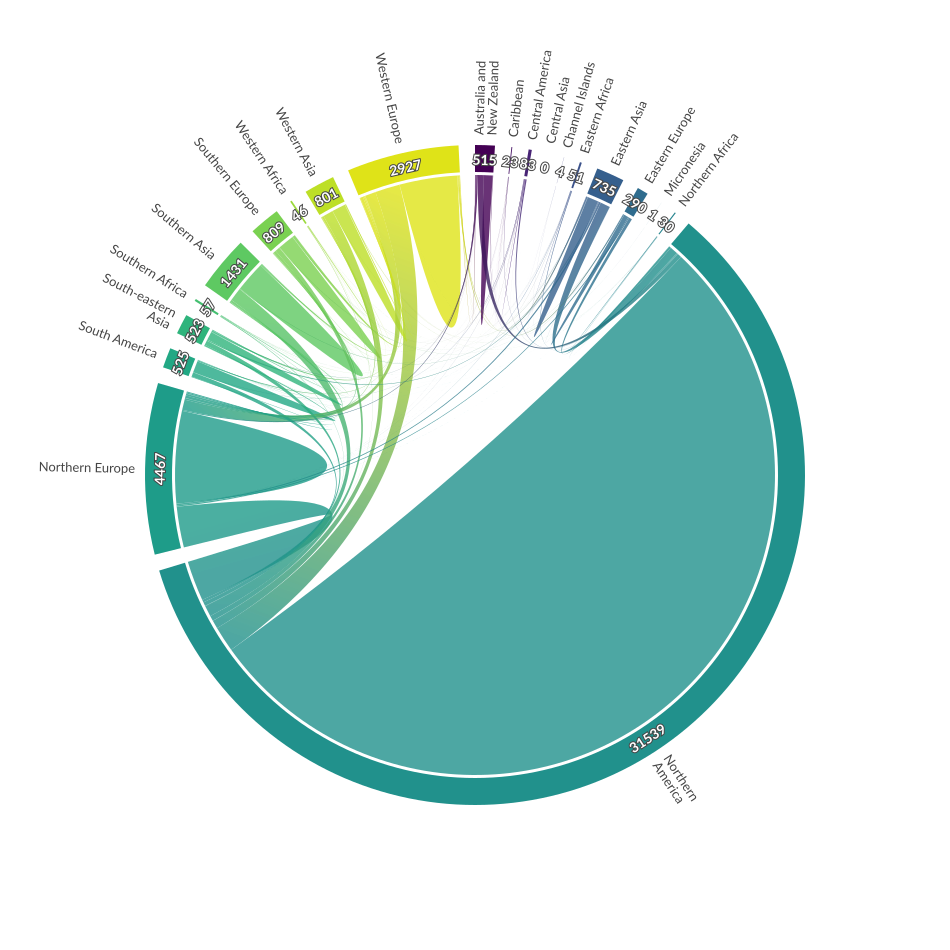 Australia and
New Zealand
515
Caribbean
23
Central America
83
Central Asia
0
Channel Islands
4
Eastern Africa
51
Eastern Asia
735
Eastern Europe
290
Micronesia
1
Northern Africa
30
Northern
America
31539
Northern Europe
4467
South America
525
South-eastern
Asia
523
Southern Africa
57
Southern Asia
1431
Southern Europe
809
Western Africa
46
Western Asia
801
Western Europe
2927